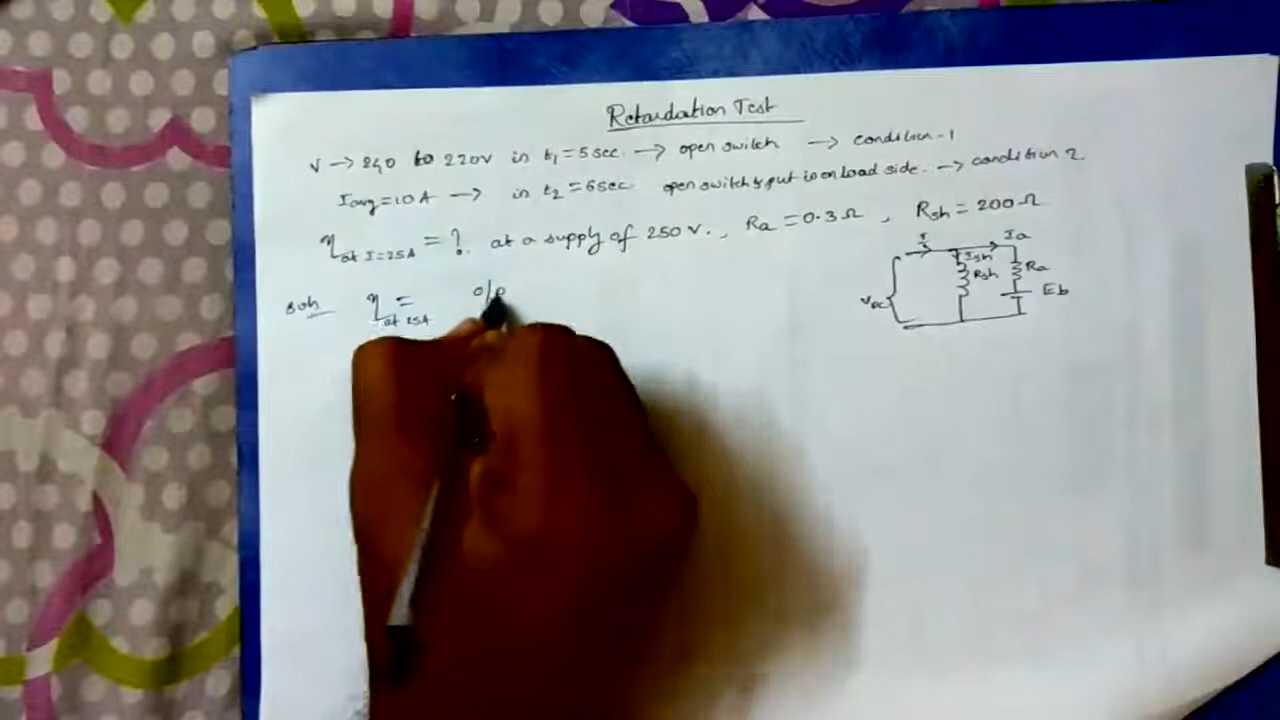 Retardation Test
V → 240 to 220V in t₁ = 5 sec. → open switch → condition - 1
Iavg = 10 A → in t₂ = 6 sec open switch & put is on load side. → condition 2
η at I = 25A = ? at a supply of 250 V., Ra = 0.3 Ω, Rsh = 200 Ω
I Ia
Ish
Rsh Ra
VDC Eb
Soln η at 25A = o/p